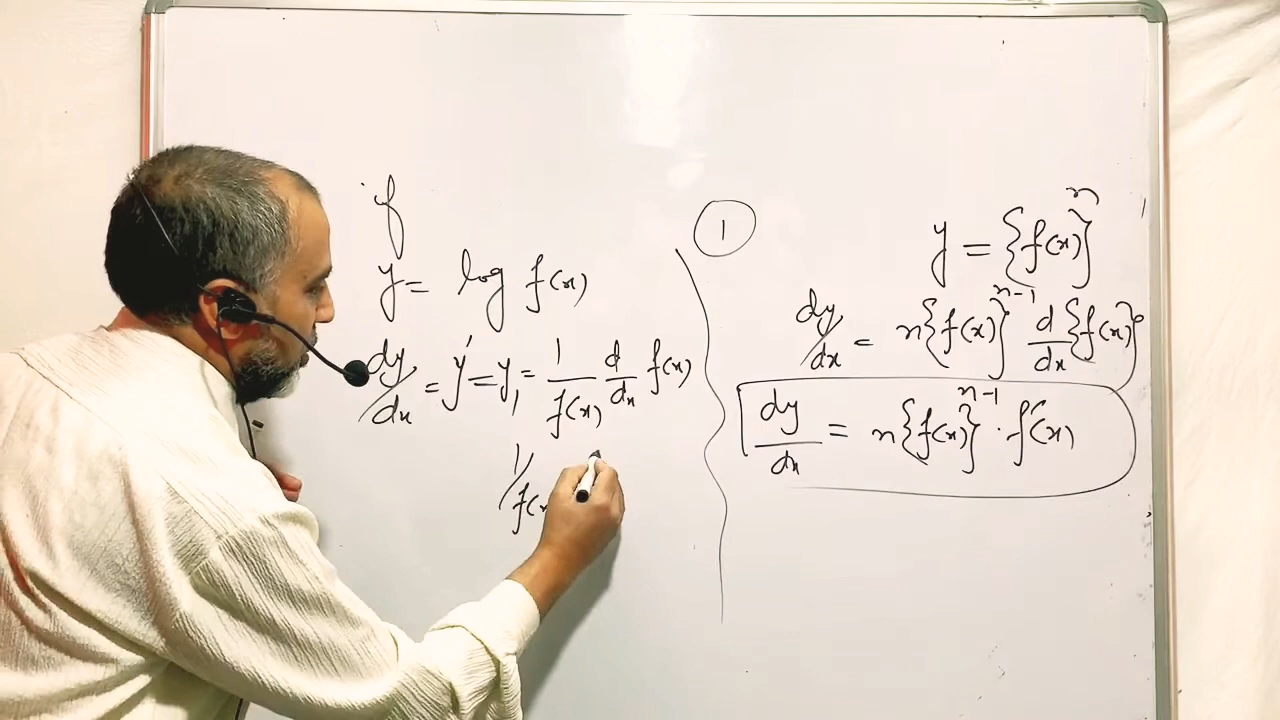 if
y = log f(x)
dy/dx = y' = y₁ = 1/f(x) d/dx f(x)
1/f(x
①
y = {f(x)}ⁿ
dy/dx = n{f(x)}ⁿ⁻¹ d/dx {f(x)}
dy/dx = n{f(x)}ⁿ⁻¹ · f'(x)